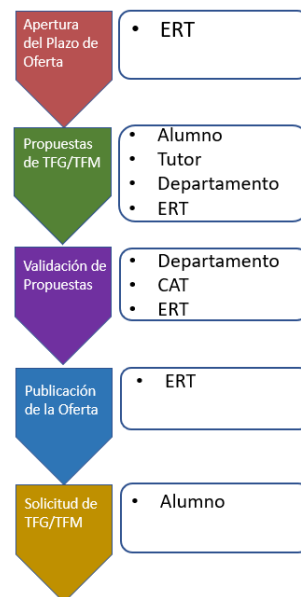 Apertura
del Plazo de
Oferta
• ERT
Propuestas
de TFG/TFM
• Alumno
• Tutor
• Departamento
• ERT
Validación de
Propuestas
• Departamento
• CAT
• ERT
Publicación
de la Oferta
• ERT
Solicitud de
TFG/TFM
• Alumno